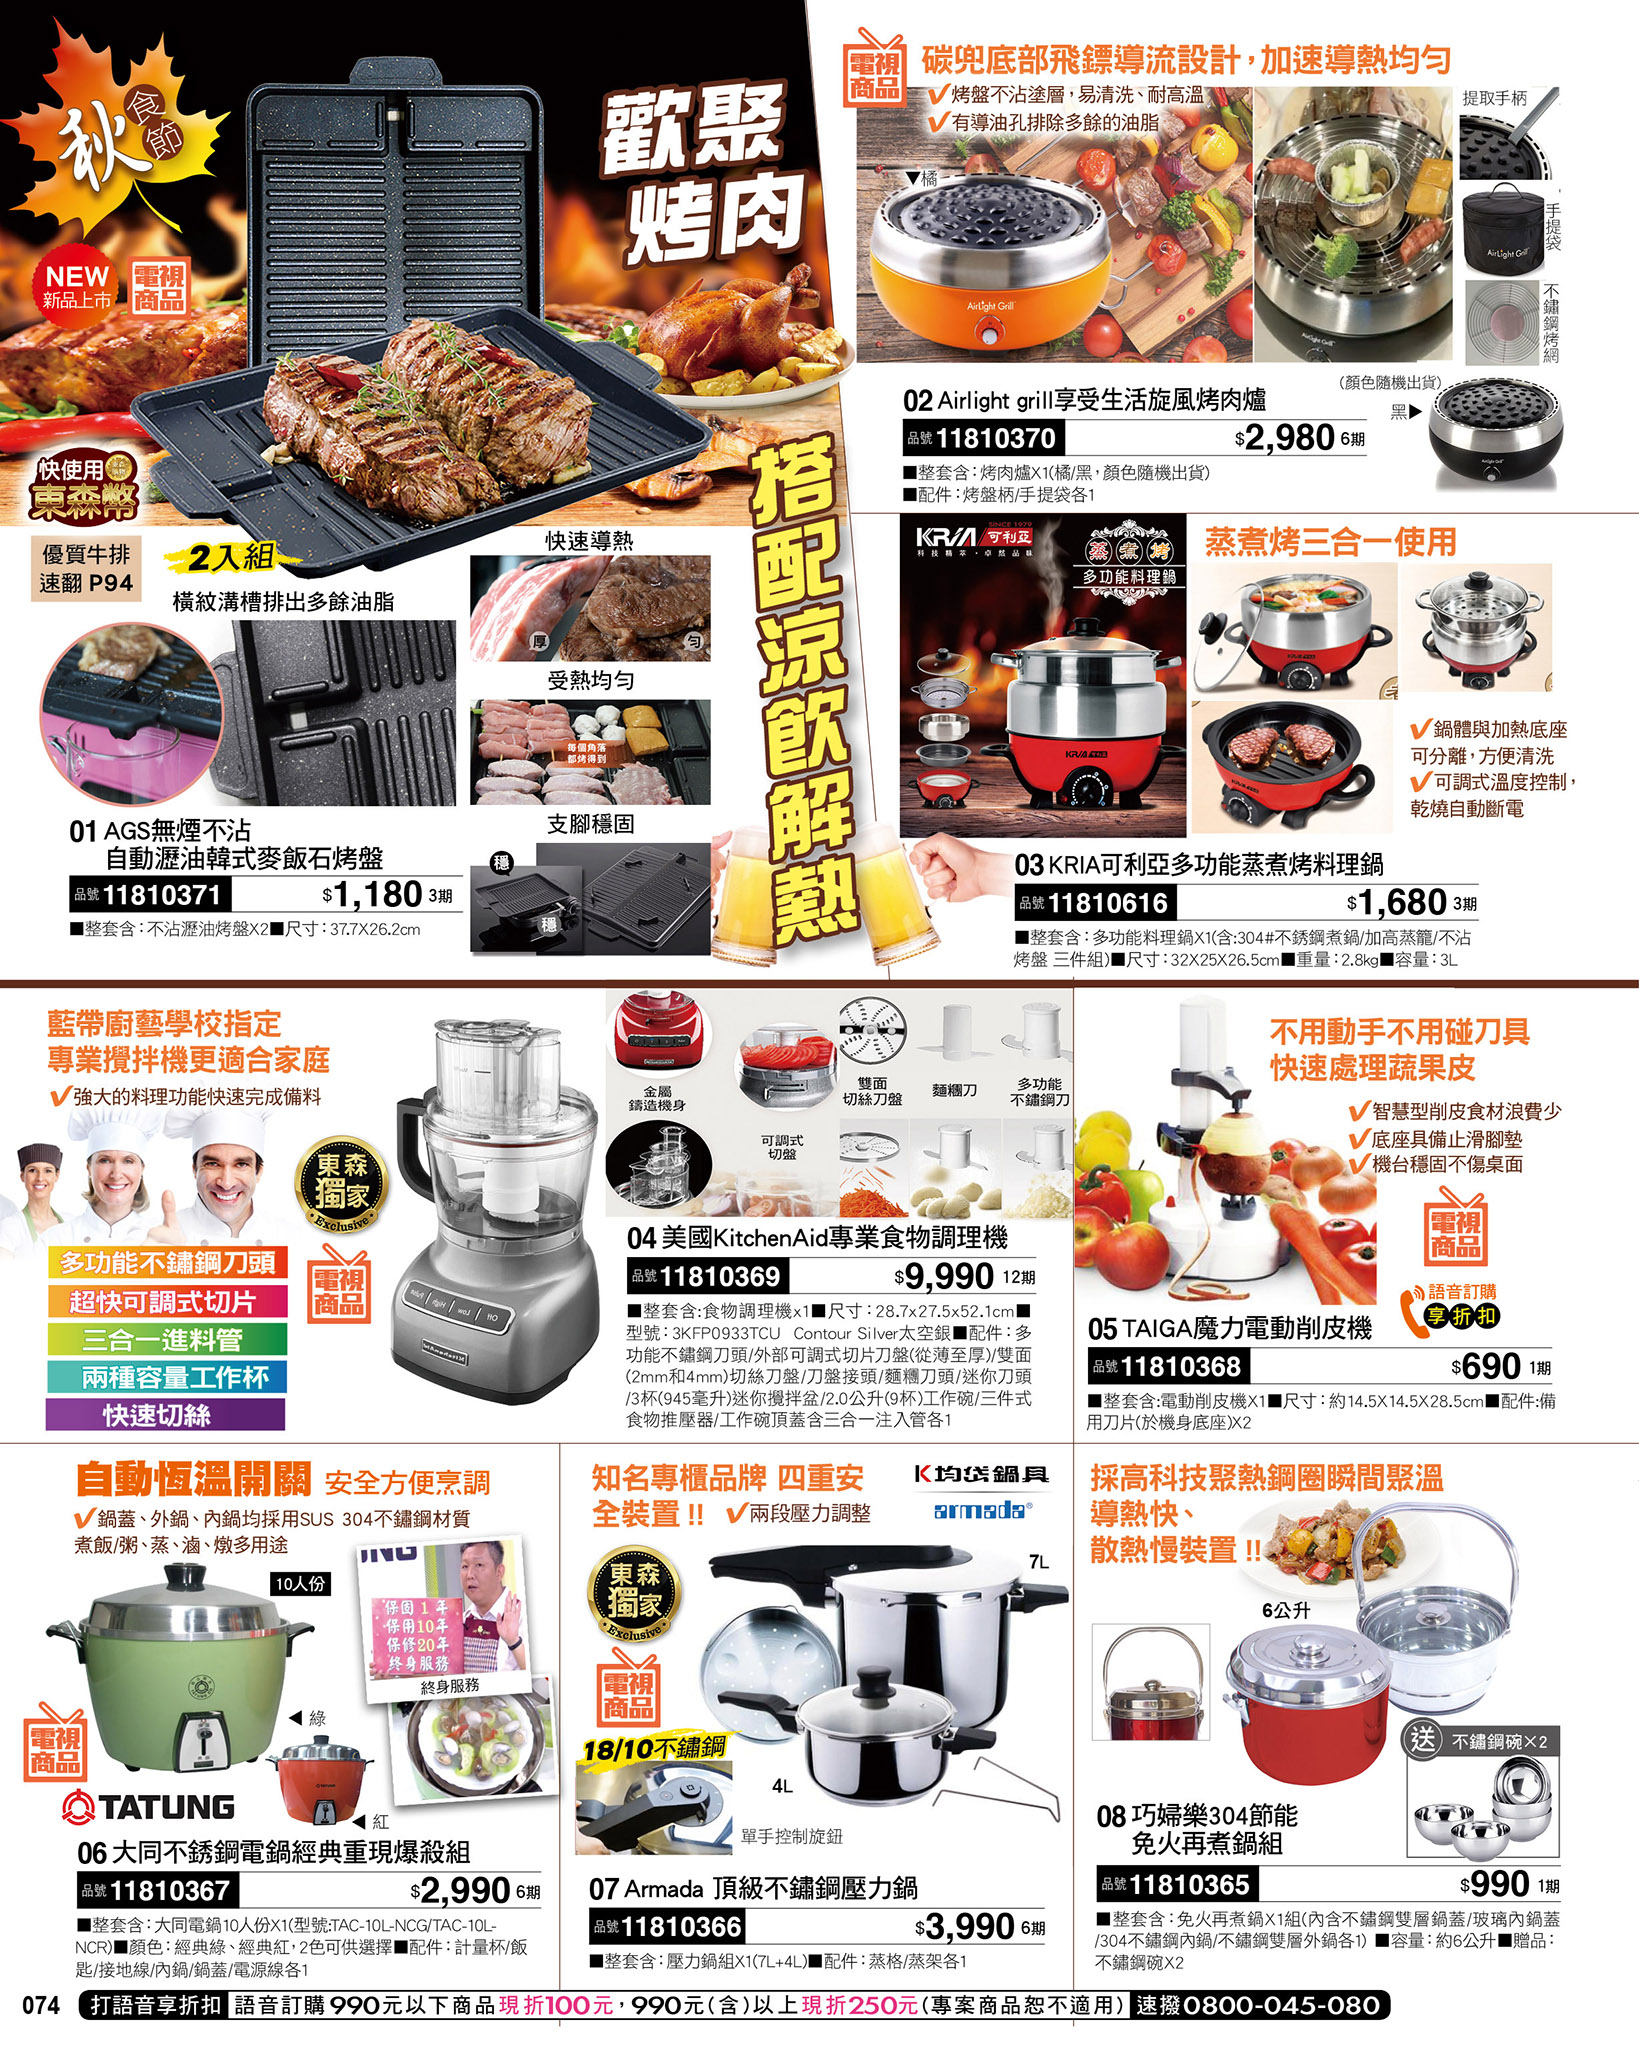 秋
食
節
NEW
新品上市
電視
商品
歡聚
烤肉
搭配涼飲解熱
快使用
東森幣
優質牛排
速翻 P94
2入組
橫紋溝槽排出多餘油脂
快速導熱
厚
勻
受熱均勻
每個角落
都烤得到
支腳穩固
穩
穩
01 AGS無煙不沾
自動瀝油韓式麥飯石烤盤
品號 11810371
$1,180 3期
■整套含：不沾瀝油烤盤X2■尺寸：37.7X26.2cm
電視
商品
碳兜底部飛鏢導流設計，加速導熱均勻
✓烤盤不沾塗層，易清洗、耐高溫
✓有導油孔排除多餘的油脂
▼橘
AirLight Grill
提取手柄
手提袋
AirLight Grill
不鏽鋼烤網
(顏色隨機出貨)
黑▶
02 Airlight grill享受生活旋風烤肉爐
品號 11810370
$2,980 6期
■整套含：烤肉爐X1(橘/黑，顏色隨機出貨)
■配件：烤盤柄/手提袋各1
KRIA 可利亞
SINCE 1979
科技精萃・卓然品味
蒸 煮 烤
多功能料理鍋
蒸煮烤三合一使用
✓鍋體與加熱底座
可分離，方便清洗
✓可調式溫度控制，
乾燒自動斷電
03 KRIA可利亞多功能蒸煮烤料理鍋
品號 11810616
$1,680 3期
■整套含：多功能料理鍋X1(含:304#不銹鋼煮鍋/加高蒸籠/不沾
烤盤 三件組)■尺寸：32X25X26.5cm■重量：2.8kg■容量：3L
藍帶廚藝學校指定
專業攪拌機更適合家庭
✓強大的料理功能快速完成備料
東森
獨家
Exclusive
電視
商品
多功能不鏽鋼刀頭
超快可調式切片
三合一進料管
兩種容量工作杯
快速切絲
金屬
鑄造機身
可調式
切盤
雙面
切絲刀盤
麵糰刀
多功能
不鏽鋼刀
04 美國KitchenAid專業食物調理機
品號 11810369
$9,990 12期
■整套含:食物調理機x1■尺寸：28.7x27.5x52.1cm■
型號：3KFP0933TCU Contour Silver太空銀■配件：多
功能不鏽鋼刀頭/外部可調式切片刀盤(從薄至厚)/雙面
(2mm和4mm)切絲刀盤/刀盤接頭/麵糰刀頭/迷你刀頭
/3杯(945毫升)迷你攪拌盆/2.0公升(9杯)工作碗/三件式
食物推壓器/工作碗頂蓋含三合一注入管各1
不用動手不用碰刀具
快速處理蔬果皮
✓智慧型削皮食材浪費少
✓底座具備止滑腳墊
✓機台穩固不傷桌面
電視
商品
語音訂購
享折扣
05 TAIGA魔力電動削皮機
品號 11810368
$690 1期
■整套含:電動削皮機X1■尺寸：約14.5X14.5X28.5cm■配件:備
用刀片(於機身底座)X2
自動恆溫開關 安全方便烹調
✓鍋蓋、外鍋、內鍋均採用SUS 304不鏽鋼材質
煮飯/粥、蒸、滷、燉多用途
10人份
保固 1 年
保用10年
保修20年
終身服務
終身服務
◀綠
◀紅
電視
商品
TATUNG
06 大同不銹鋼電鍋經典重現爆殺組
品號 11810367
$2,990 6期
■整套含：大同電鍋10人份X1(型號:TAC-10L-NCG/TAC-10L-
NCR)■顏色：經典綠、經典紅，2色可供選擇■配件：計量杯/飯
匙/接地線/內鍋/鍋蓋/電源線各1
知名專櫃品牌 四重安
全裝置!! ✓兩段壓力調整
K均岱鍋具
armada®
東森
獨家
Exclusive
電視
商品
18/10不鏽鋼
7L
4L
單手控制旋鈕
07 Armada 頂級不鏽鋼壓力鍋
品號 11810366
$3,990 6期
■整套含：壓力鍋組X1(7L+4L)■配件：蒸格/蒸架各1
採高科技聚熱鋼圈瞬間聚溫
導熱快、
散熱慢裝置!!
6公升
送 不鏽鋼碗×2
08 巧婦樂304節能
免火再煮鍋組
品號 11810365
$990 1期
■整套含：免火再煮鍋X1組(內含不鏽鋼雙層鍋蓋/玻璃內鍋蓋
/304不鏽鋼內鍋/不鏽鋼雙層外鍋各1) ■容量：約6公升■贈品：
不鏽鋼碗X2
074 打語音享折扣 語音訂購990元以下商品現折100元，990元(含)以上現折250元(專案商品恕不適用) 速撥0800-045-080